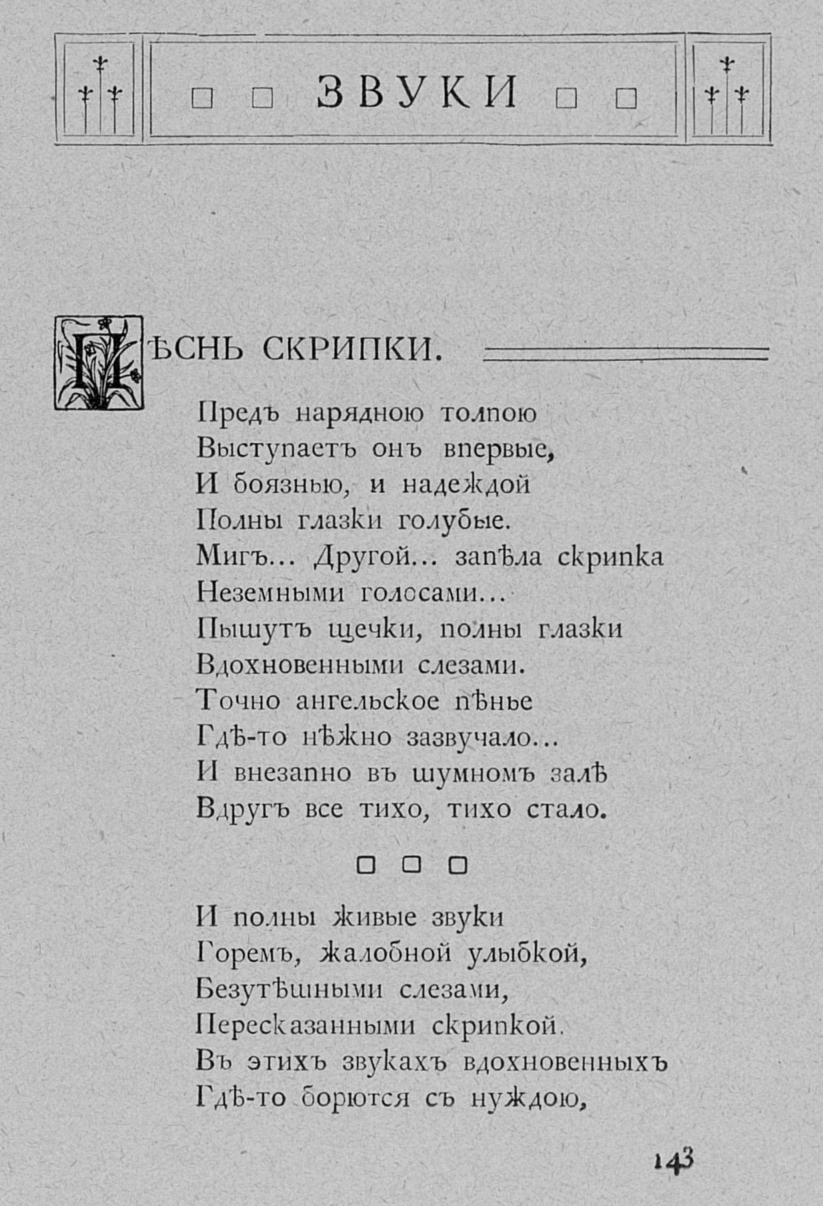 ЗВУКИ
ПѢСНЬ СКРИПКИ.
Предъ нарядною толпою
Выступаетъ онъ впервые,
И боязнью, и надеждой
Полны глазки голубые.
Мигъ... Другой... запѣла скрипка
Неземными голосами...
Пышутъ щечки, полны глазки
Вдохновенными слезами.
Точно ангельское пѣнье
Гдѣ-то нѣжно зазвучало...
И внезапно въ шумномъ залѣ
Вдругъ все тихо, тихо стало.
И полны живые звуки
Горемъ, жалобной улыбкой,
Безутѣшными слезами,
Пересказанными скрипкой.
Въ этихъ звукахъ вдохновенныхъ
Гдѣ-то борются съ нуждою,
143